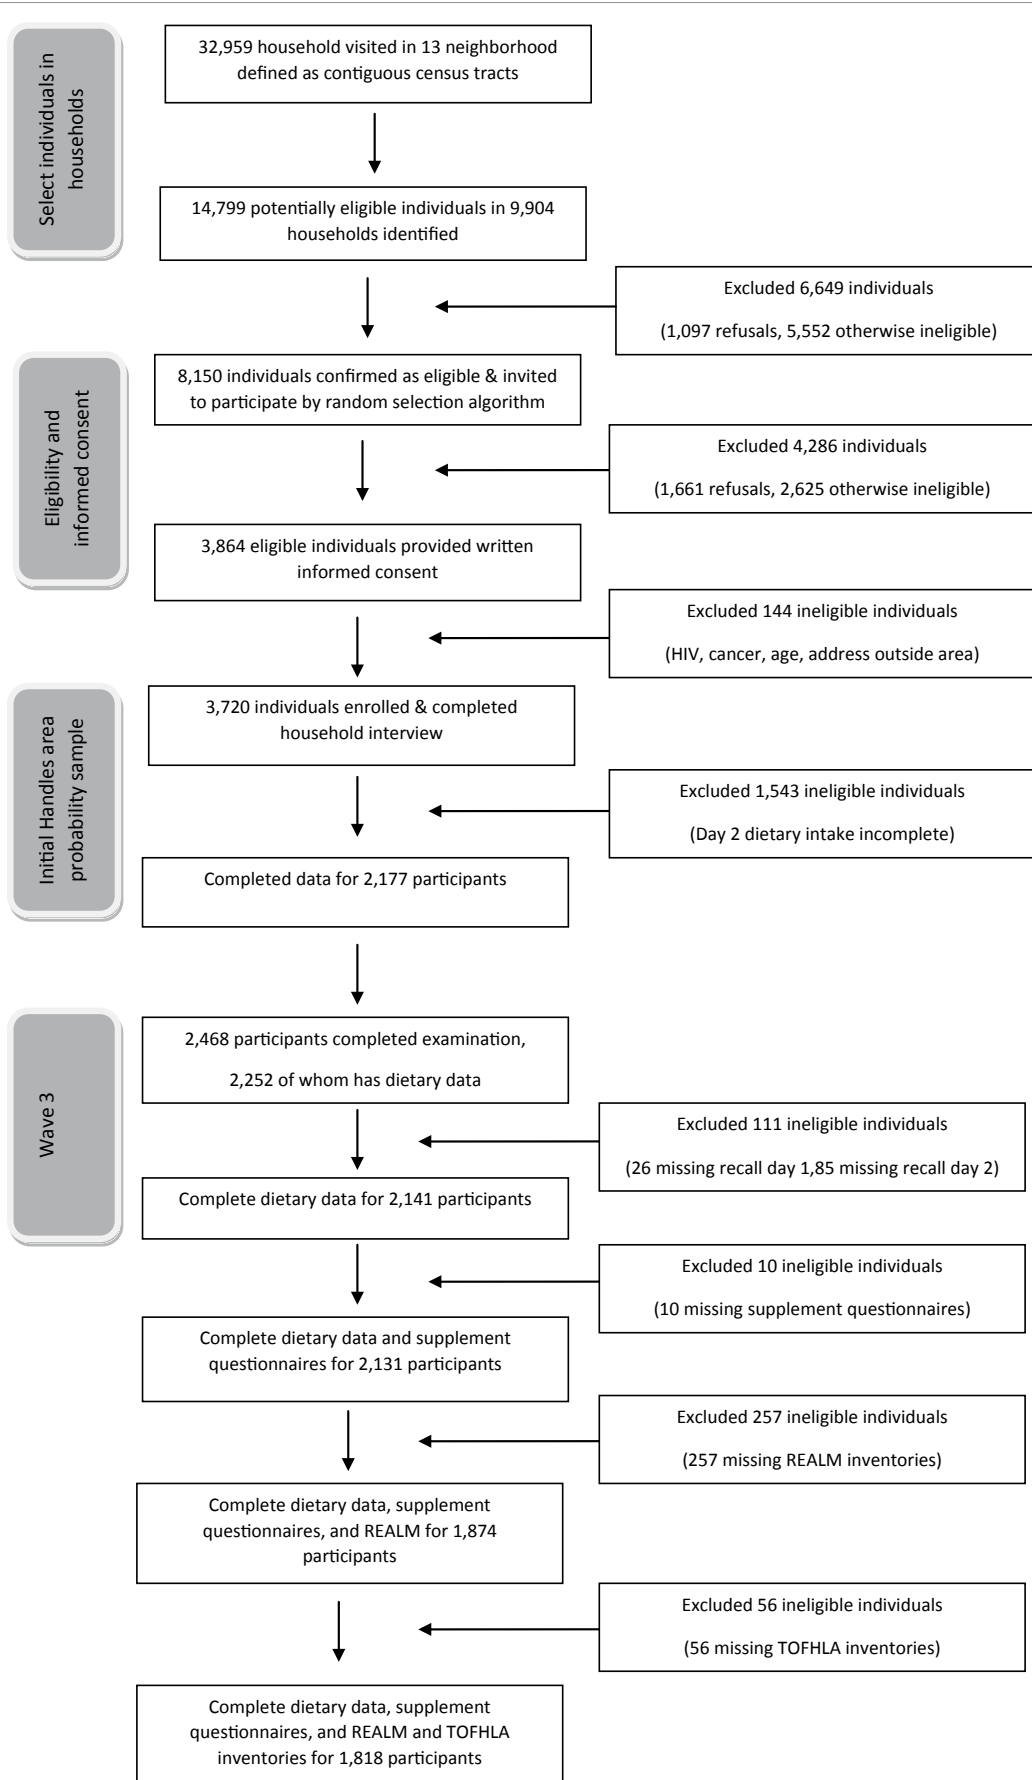 Select individuals in
households
32,959 household visited in 13 neighborhood
defined as contiguous census tracts
14,799 potentially eligible individuals in 9,904
households identified
Excluded 6,649 individuals
(1,097 refusals, 5,552 otherwise ineligible)
Eligibility and
informed consent
8,150 individuals confirmed as eligible & invited
to participate by random selection algorithm
Excluded 4,286 individuals
(1,661 refusals, 2,625 otherwise ineligible)
3,864 eligible individuals provided written
informed consent
Excluded 144 ineligible individuals
(HIV, cancer, age, address outside area)
Initial Handles area
probability sample
3,720 individuals enrolled & completed
household interview
Excluded 1,543 ineligible individuals
(Day 2 dietary intake incomplete)
Completed data for 2,177 participants
Wave 3
2,468 participants completed examination,
2,252 of whom has dietary data
Excluded 111 ineligible individuals
(26 missing recall day 1,85 missing recall day 2)
Complete dietary data for 2,141 participants
Excluded 10 ineligible individuals
(10 missing supplement questionnaires)
Complete dietary data and supplement
questionnaires for 2,131 participants
Excluded 257 ineligible individuals
(257 missing REALM inventories)
Complete dietary data, supplement
questionnaires, and REALM for 1,874
participants
Excluded 56 ineligible individuals
(56 missing TOFHLA inventories)
Complete dietary data, supplement
questionnaires, and REALM and TOFHLA
inventories for 1,818 participants